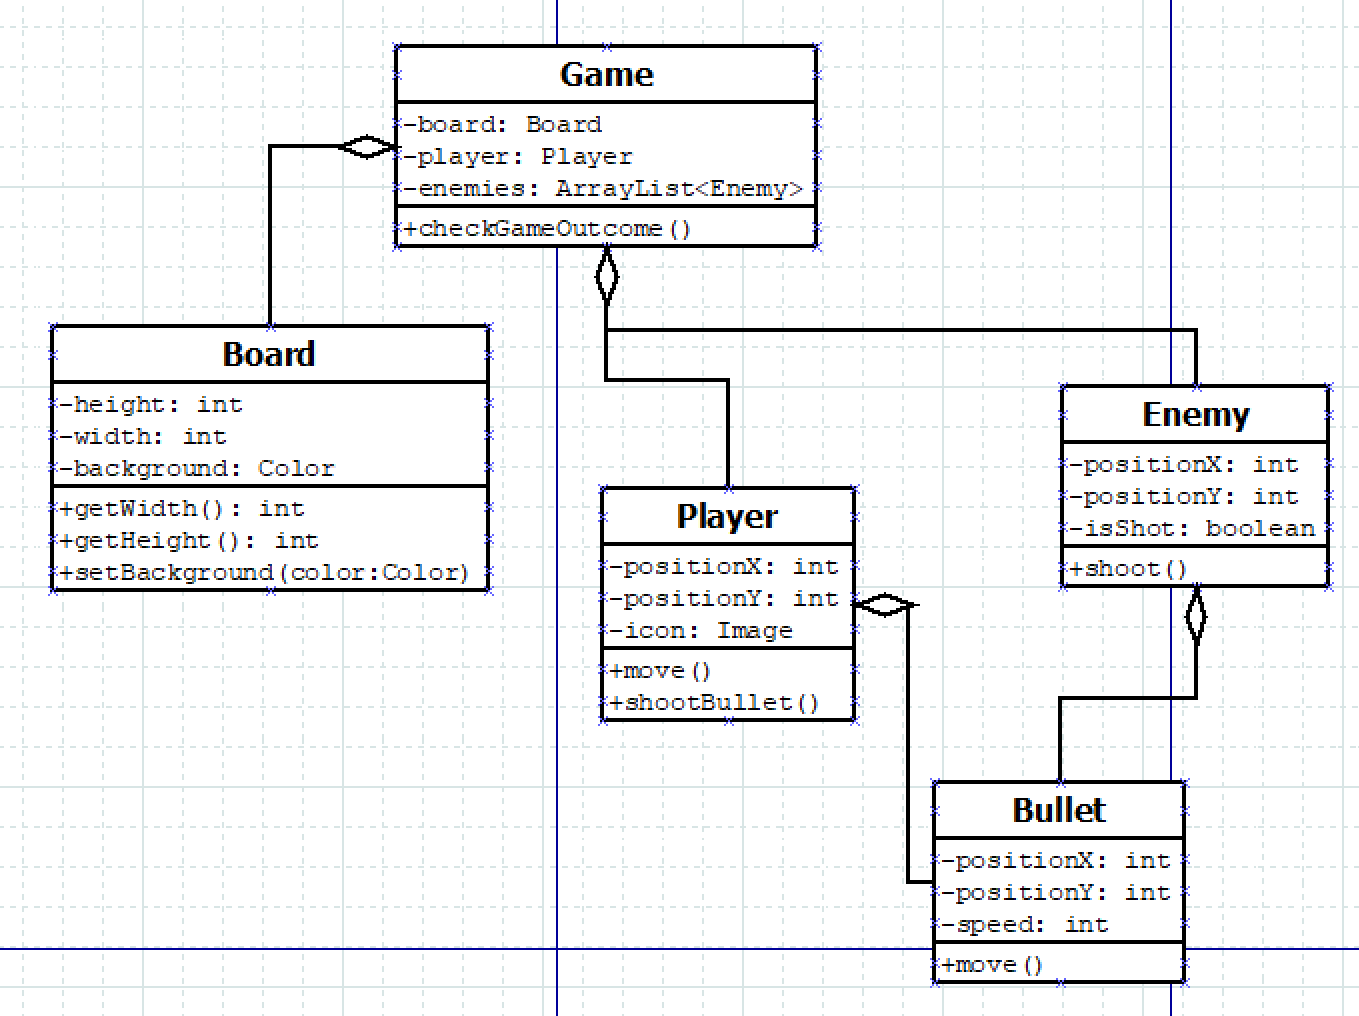 Game
-board: Board
-player: Player
-enemies: ArrayList<Enemy>
+checkGameOutcome()
Board
-height: int
-width: int
-background: Color
+getWidth(): int
+getHeight(): int
+setBackground(color:Color)
Player
-positionX: int
-positionY: int
-icon: Image
+move()
+shootBullet()
Enemy
-positionX: int
-positionY: int
-isShot: boolean
+shoot()
Bullet
-positionX: int
-positionY: int
-speed: int
+move()